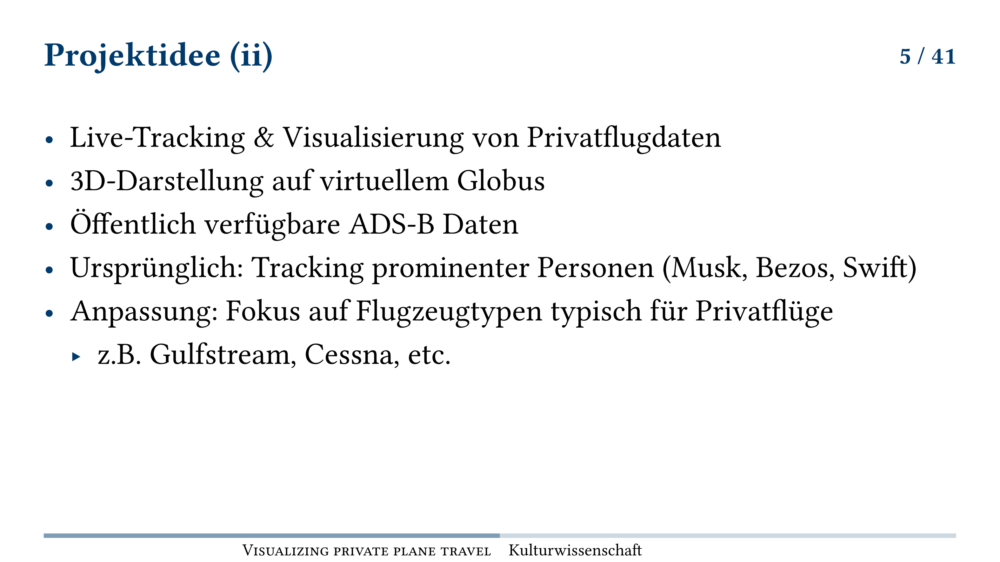 Projektidee (ii)
5 / 41
• Live-Tracking & Visualisierung von Privatflugdaten
• 3D-Darstellung auf virtuellem Globus
• Öffentlich verfügbare ADS-B Daten
• Ursprünglich: Tracking prominenter Personen (Musk, Bezos, Swift)
• Anpassung: Fokus auf Flugzeugtypen typisch für Privatflüge
▸ z.B. Gulfstream, Cessna, etc.
Visualizing private plane travel Kulturwissenschaft